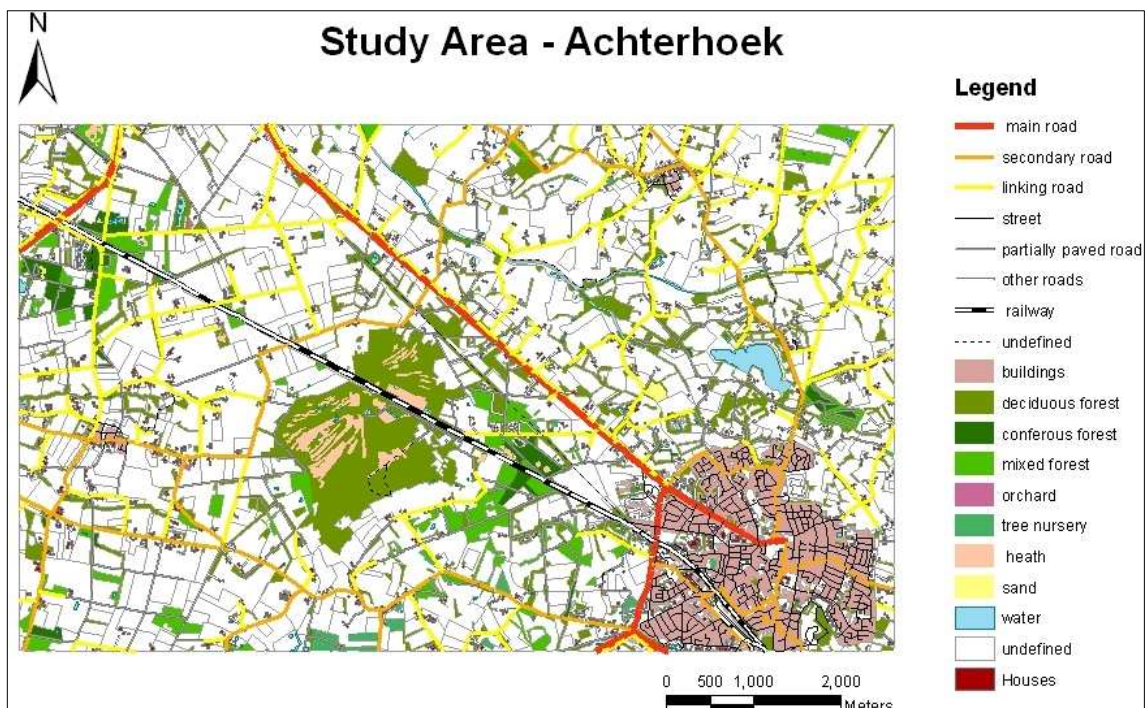 N
Study Area - Achterhoek
Legend
main road
secondary road
linking road
street
partially paved road
other roads
railway
undefined
buildings
deciduous forest
conferous forest
mixed forest
orchard
tree nursery
heath
sand
water
undefined
Houses
0 500 1,000 2,000
Meters